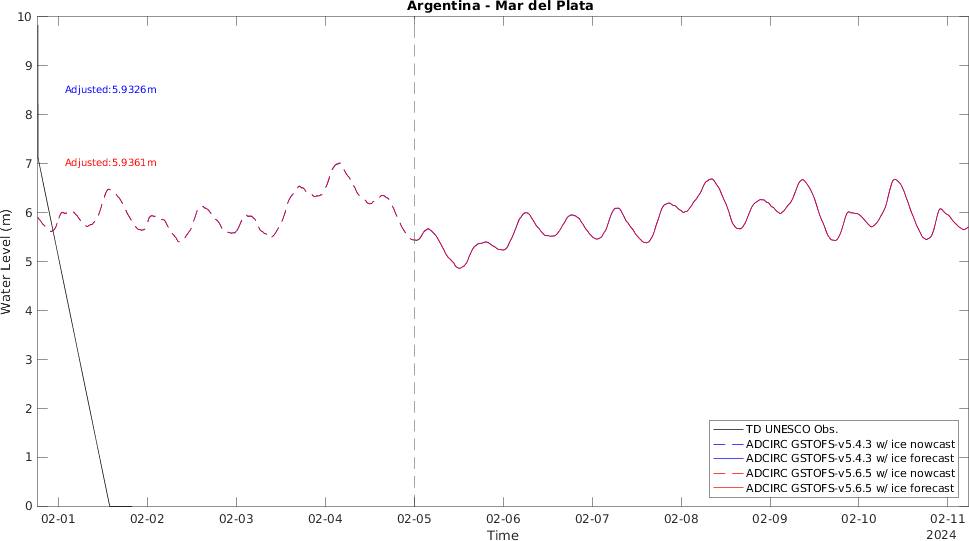 Argentina - Mar del Plata
Water Level (m)
10
9
8
7
6
5
4
3
2
1
0
Adjusted:5.9326m
Adjusted:5.9361m
TD UNESCO Obs.
ADCIRC GSTOFS-v5.4.3 w/ ice nowcast
ADCIRC GSTOFS-v5.4.3 w/ ice forecast
ADCIRC GSTOFS-v5.6.5 w/ ice nowcast
ADCIRC GSTOFS-v5.6.5 w/ ice forecast
02-01 02-02 02-03 02-04 02-05 02-06 02-07 02-08 02-09 02-10 02-11
2024
Time